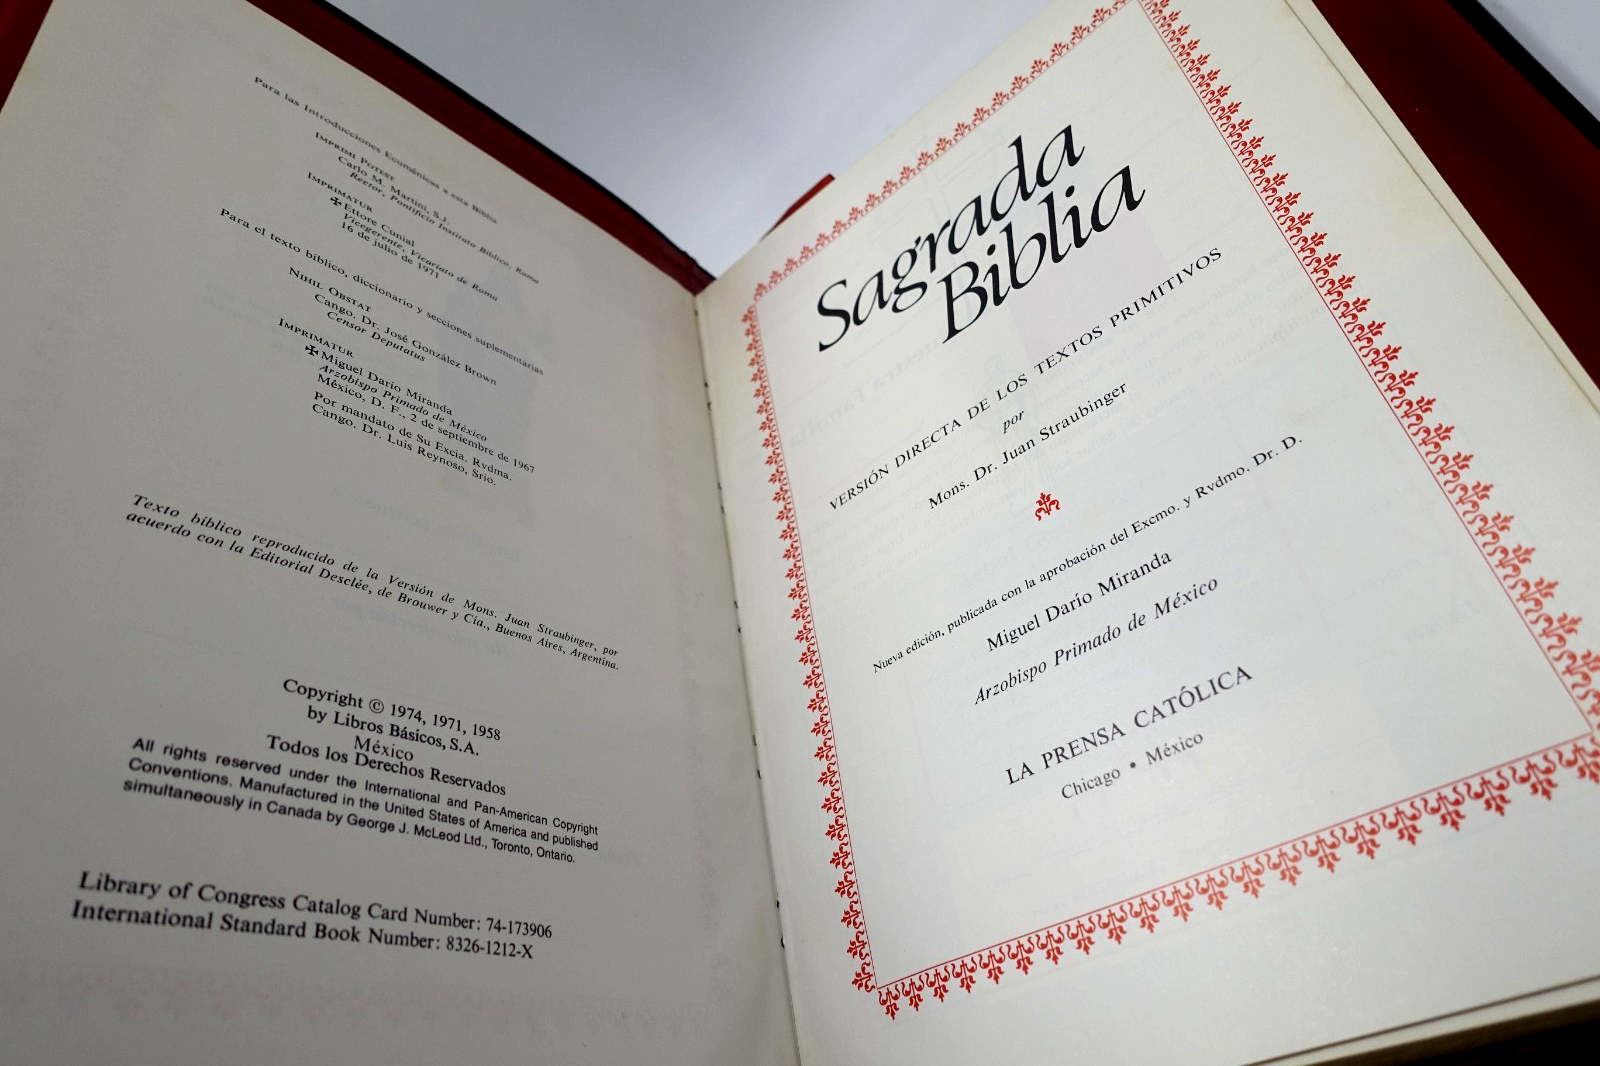 Para las Introducciones Ecuménicas a esta Biblia
IMPRIMI POTEST
Carlo M. Martini, S.J.
Rector, Pontificio Instituto Bíblico, Roma
IMPRIMATUR
✠ Ettore Cunial
Vicegerente, Vicariato de Roma
16 de julio de 1971
Para el texto bíblico, diccionario y secciones suplementarias
NIHIL OBSTAT
Cango. Dr. José González Brown
Censor Deputatus
IMPRIMATUR
✠ Miguel Darío Miranda
Arzobispo Primado de México
México, D. F., 2 de septiembre de 1967
Por mandato de Su Excia. Rvdma.
Cango. Dr. Luis Reynoso, Srio.
Texto bíblico reproducido de la Versión de Mons. Juan Straubinger, por
acuerdo con la Editorial Desclée, de Brouwer y Cía., Buenos Aires, Argentina.
Copyright © 1974, 1971, 1958
by Libros Básicos, S.A.
México
Todos los Derechos Reservados
All rights reserved under the International and Pan-American Copyright
Conventions. Manufactured in the United States of America and published
simultaneously in Canada by George J. McLeod Ltd., Toronto, Ontario.
Library of Congress Catalog Card Number: 74-173906
International Standard Book Number: 8326-1212-X
Sagrada
Biblia
VERSIÓN DIRECTA DE LOS TEXTOS PRIMITIVOS
por
Mons. Dr. Juan Straubinger
Nueva edición, publicada con la aprobación del Excmo. y Rvdmo. Dr. D.
Miguel Darío Miranda
Arzobispo Primado de México
LA PRENSA CATÓLICA
Chicago • México